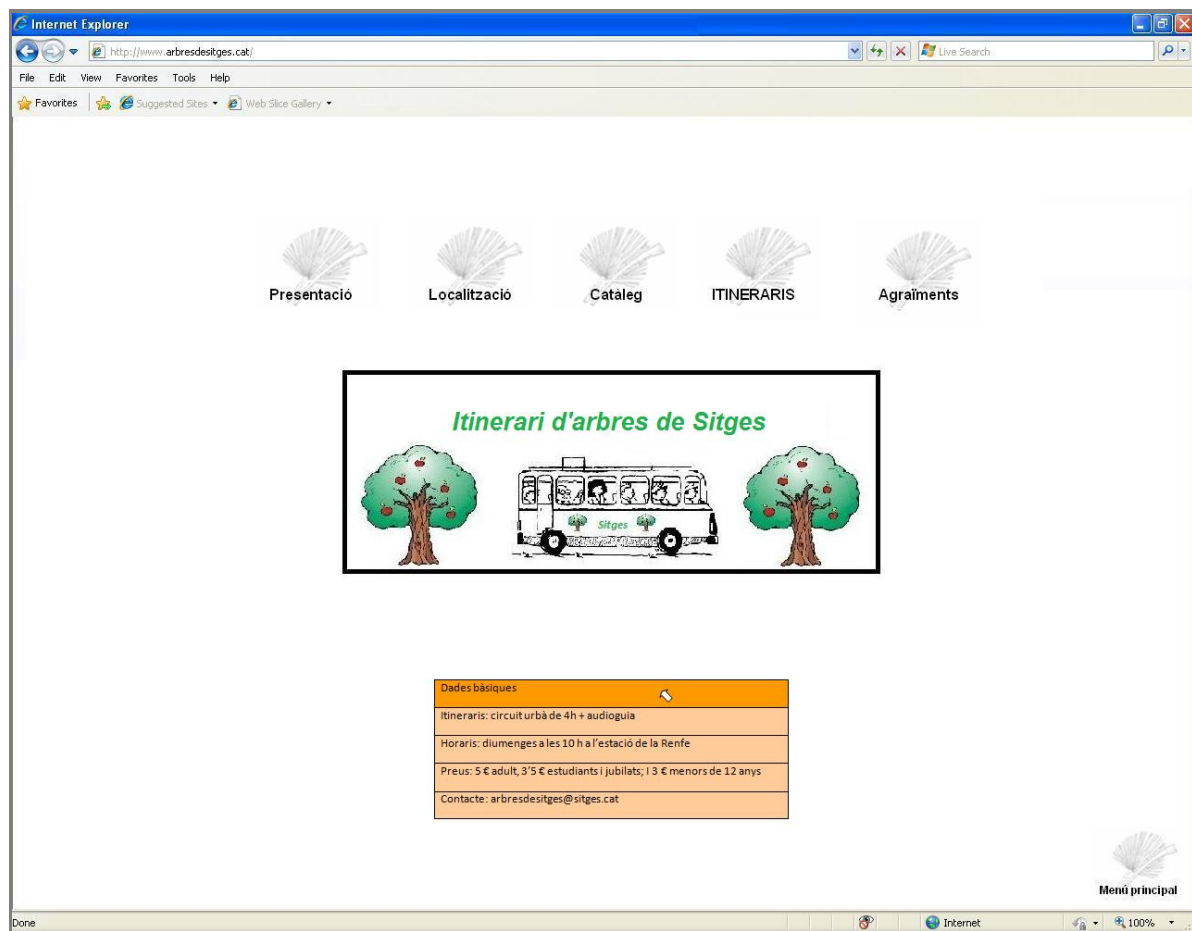 Internet Explorer
http://www.arbresdesitges.cat/
Live Search
File Edit View Favorites Tools Help
Favorites Suggested Sites Web Slice Gallery
Presentació Localització Catàleg ITINERARIS Agraïments
Itinerari d'arbres de Sitges
Sitges
Dades bàsiques
Itineraris: circuit urbà de 4h + audioguia
Horaris: diumenges a les 10 h a l'estació de la Renfe
Preus: 5 € adult, 3'5 € estudiants i jubilats; I 3 € menors de 12 anys
Contacte: arbresdesitges@sitges.cat
Menú principal
Done Internet 100%